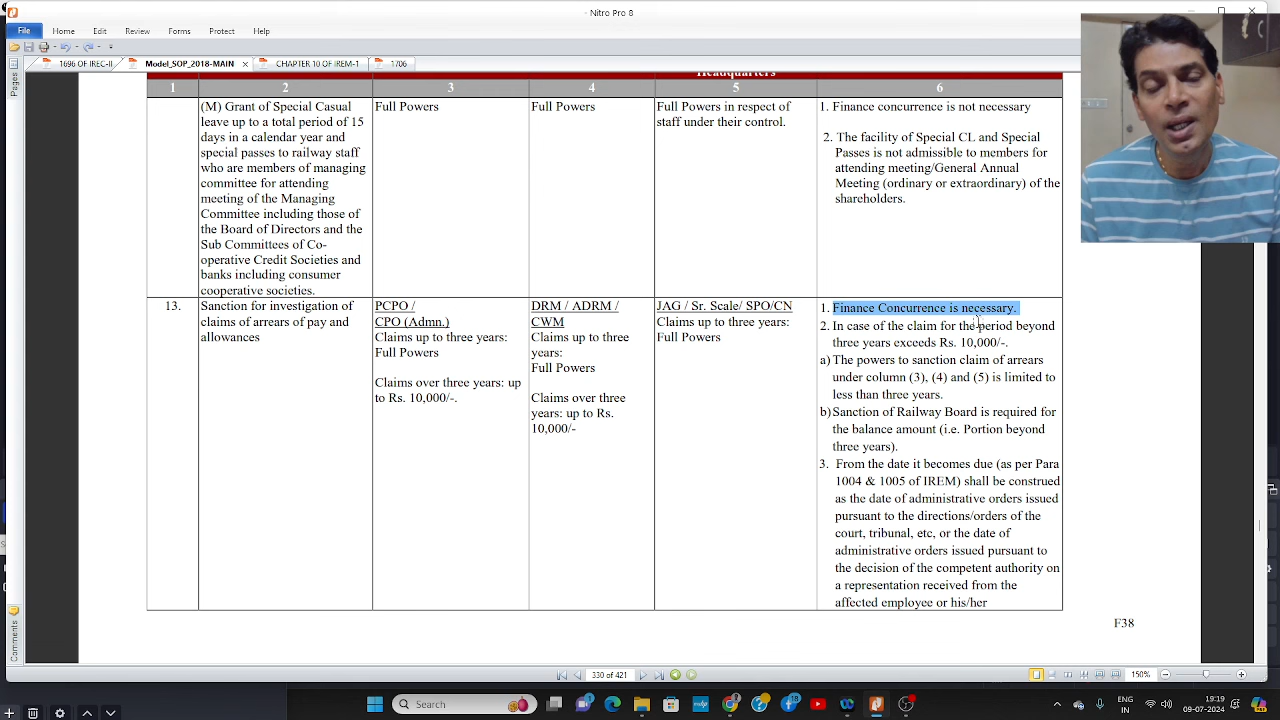 - Nitro Pro 8
File Home Edit Review Forms Protect Help
1696 OF IREC-II Model_SOP_2018-MAIN CHAPTER 10 OF IREM-1 1706
Pages
Headquarters
1 2 3 4 5 6
(M) Grant of Special Casual
leave up to a total period of 15
days in a calendar year and
special passes to railway staff
who are members of managing
committee for attending
meeting of the Managing
Committee including those of
the Board of Directors and the
Sub Committees of Co-
operative Credit Societies and
banks including consumer
cooperative societies.
Full Powers
Full Powers
Full Powers in respect of
staff under their control.
1. Finance concurrence is not necessary
2. The facility of Special CL and Special
Passes is not admissible to members for
attending meeting/General Annual
Meeting (ordinary or extraordinary) of the
shareholders.
13.
Sanction for investigation of
claims of arrears of pay and
allowances
PCPO /
CPO (Admn.)
Claims up to three years:
Full Powers
Claims over three years: up
to Rs. 10,000/-.
DRM / ADRM /
CWM
Claims up to three
years:
Full Powers
Claims over three
years: up to Rs.
10,000/-
JAG / Sr. Scale/ SPO/CN
Claims up to three years:
Full Powers
1. Finance Concurrence is necessary.
2. In case of the claim for the period beyond
three years exceeds Rs. 10,000/-.
a) The powers to sanction claim of arrears
under column (3), (4) and (5) is limited to
less than three years.
b) Sanction of Railway Board is required for
the balance amount (i.e. Portion beyond
three years).
3. From the date it becomes due (as per Para
1004 & 1005 of IREM) shall be construed
as the date of administrative orders issued
pursuant to the directions/orders of the
court, tribunal, etc, or the date of
administrative orders issued pursuant to
the decision of the competent authority on
a representation received from the
affected employee or his/her
F38
Comments
330 of 421
150%
Search
ENG
IN
19:19
09-07-2024